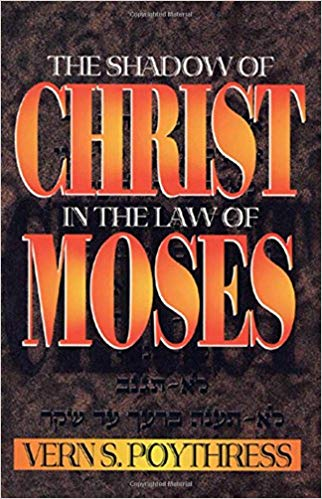 THE SHADOW OF
CHRIST
IN THE LAW OF
MOSES
לא-תגנב
לא-תענה ברעך עד שקר
VERN S. POYTHRESS